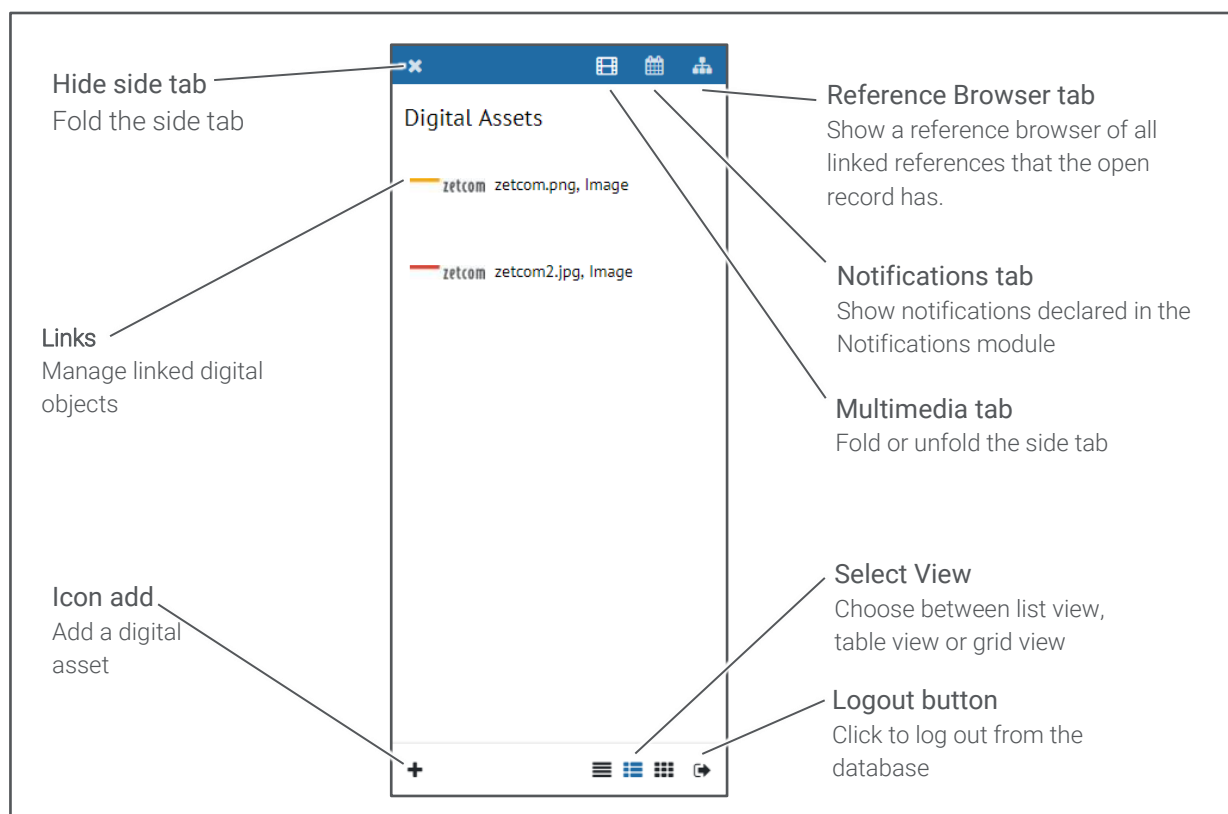 Hide side tab
Fold the side tab
Links
Manage linked digital
objects
Icon add
Add a digital
asset
Digital Assets
zetcom zetcom.png, Image
zetcom zetcom2.jpg, Image
Reference Browser tab
Show a reference browser of all
linked references that the open
record has.
Notifications tab
Show notifications declared in the
Notifications module
Multimedia tab
Fold or unfold the side tab
Select View
Choose between list view,
table view or grid view
Logout button
Click to log out from the
database